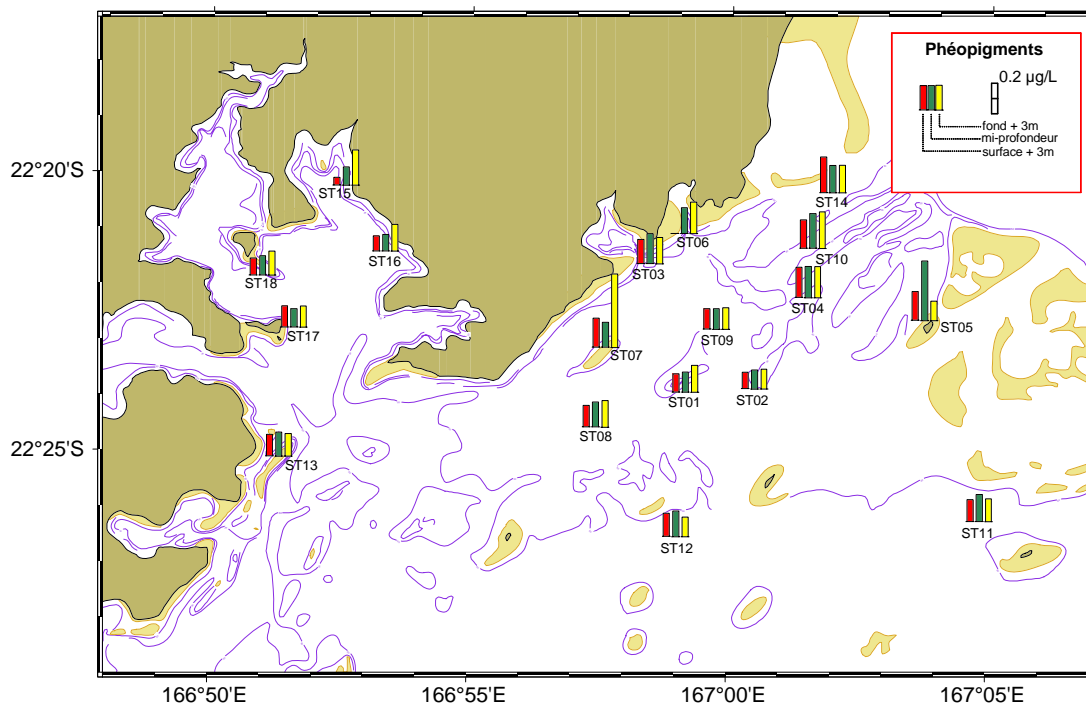 Phéopigments
0.2 µg/L
fond + 3m
mi-profondeur
surface + 3m
22°20'S
22°25'S
ST15
ST14
ST06
ST16
ST10
ST03
ST18
ST04
ST05
ST17
ST09
ST07
ST01
ST02
ST08
ST13
ST11
ST12
166°50'E
166°55'E
167°00'E
167°05'E